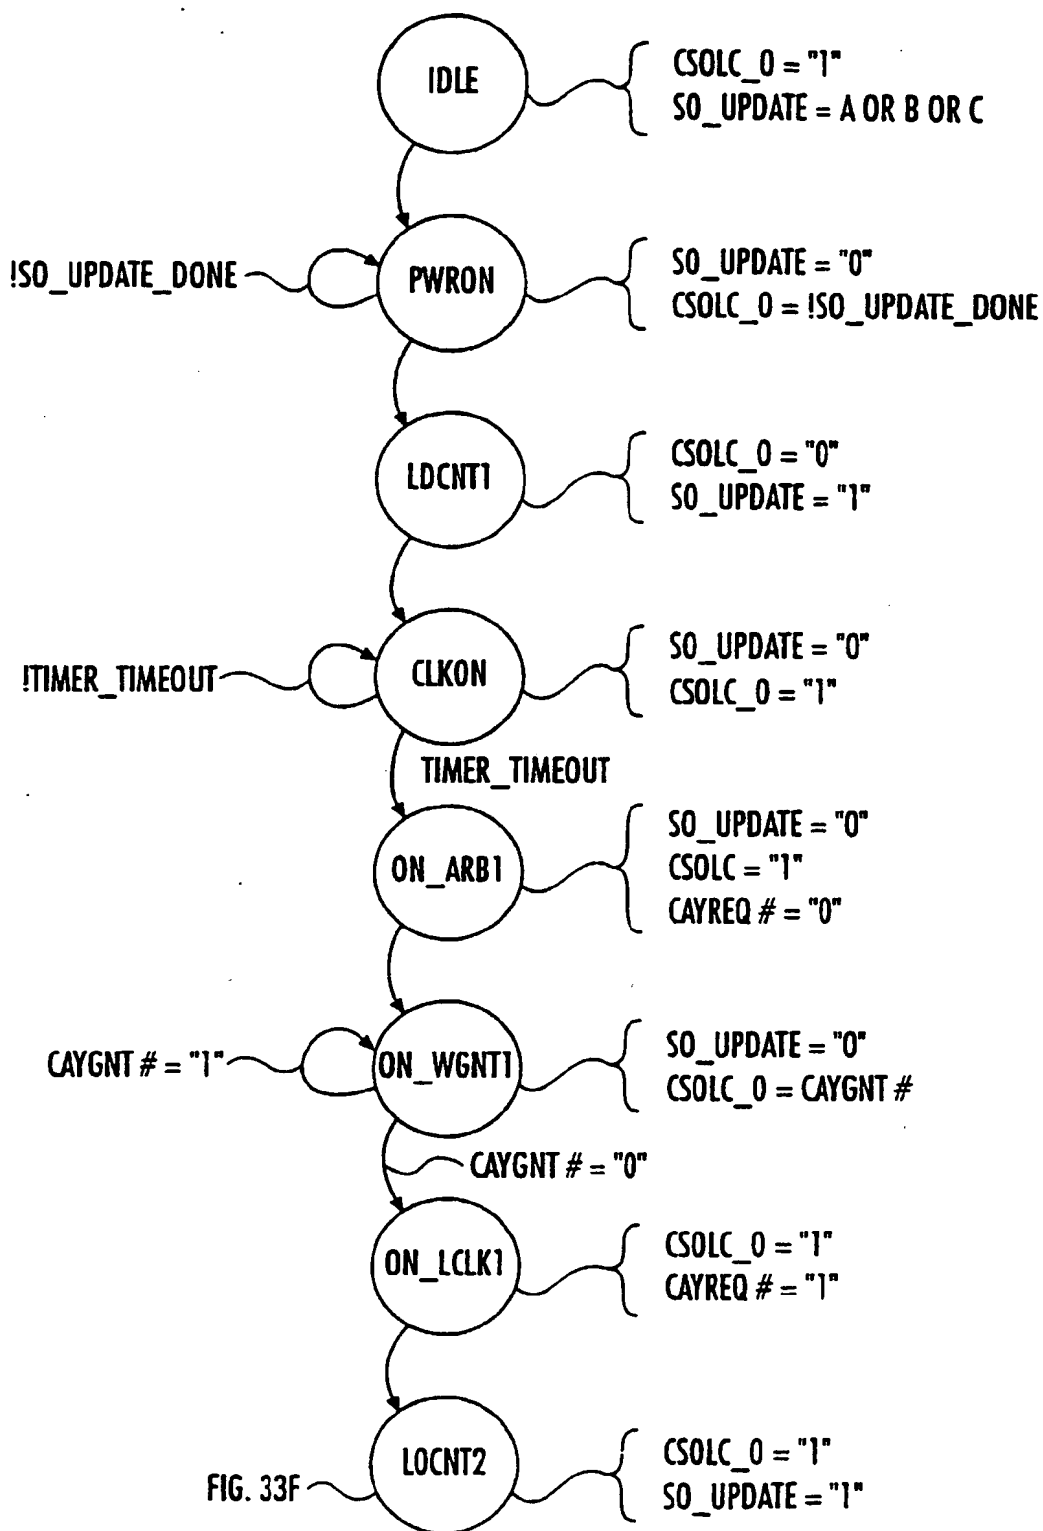 IDLE
CSOLC_0 = "1"
SO_UPDATE = A OR B OR C
!SO_UPDATE_DONE
PWRON
SO_UPDATE = "0"
CSOLC_0 = !SO_UPDATE_DONE
LDCNT1
CSOLC_0 = "0"
SO_UPDATE = "1"
!TIMER_TIMEOUT
CLKON
SO_UPDATE = "0"
CSOLC_0 = "1"
TIMER_TIMEOUT
ON_ARB1
SO_UPDATE = "0"
CSOLC = "1"
CAYREQ # = "0"
CAYGNT # = "1"
ON_WGNT1
SO_UPDATE = "0"
CSOLC_0 = CAYGNT #
CAYGNT # = "0"
ON_LCLK1
CSOLC_0 = "1"
CAYREQ # = "1"
LOCNT2
CSOLC_0 = "1"
SO_UPDATE = "1"
FIG. 33F